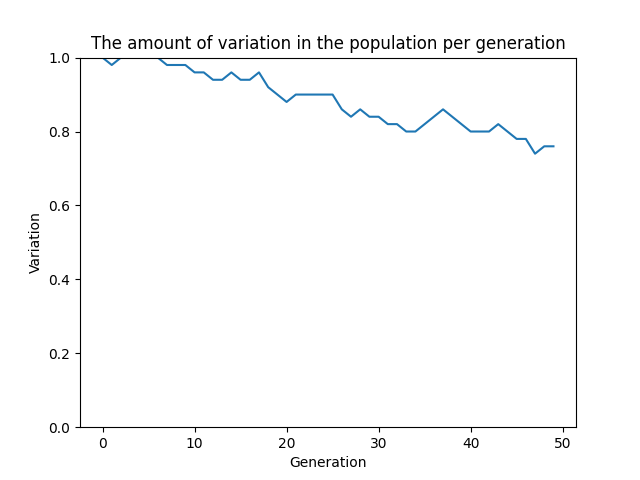 The amount of variation in the population per generation
1.0
0.8
0.6
0.4
0.2
0.0
Variation
0 10 20 30 40 50
Generation